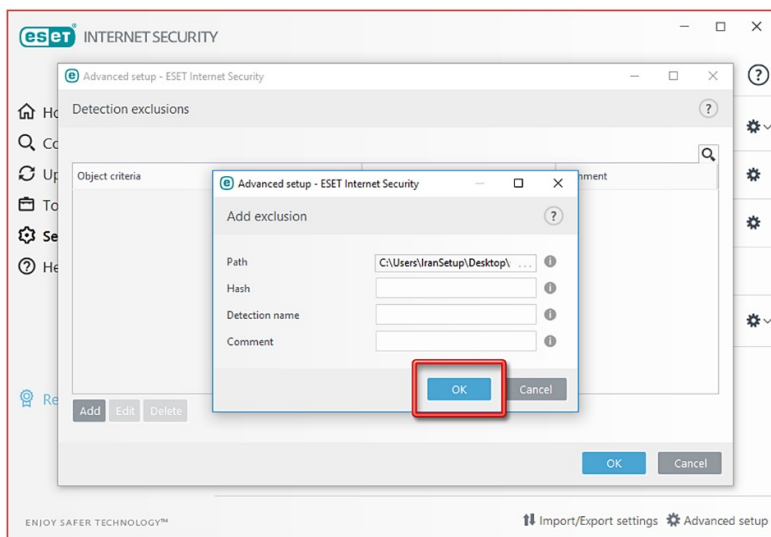 eset INTERNET SECURITY
Advanced setup - ESET Internet Security
Detection exclusions
?
Object criteria
Advanced setup - ESET Internet Security
Add exclusion
?
Path C:\Users\IranSetup\Desktop\ ...
Hash
Detection name
Comment
OK Cancel
Add Edit Delete
OK Cancel
ENJOY SAFER TECHNOLOGY™
Import/Export settings Advanced setup